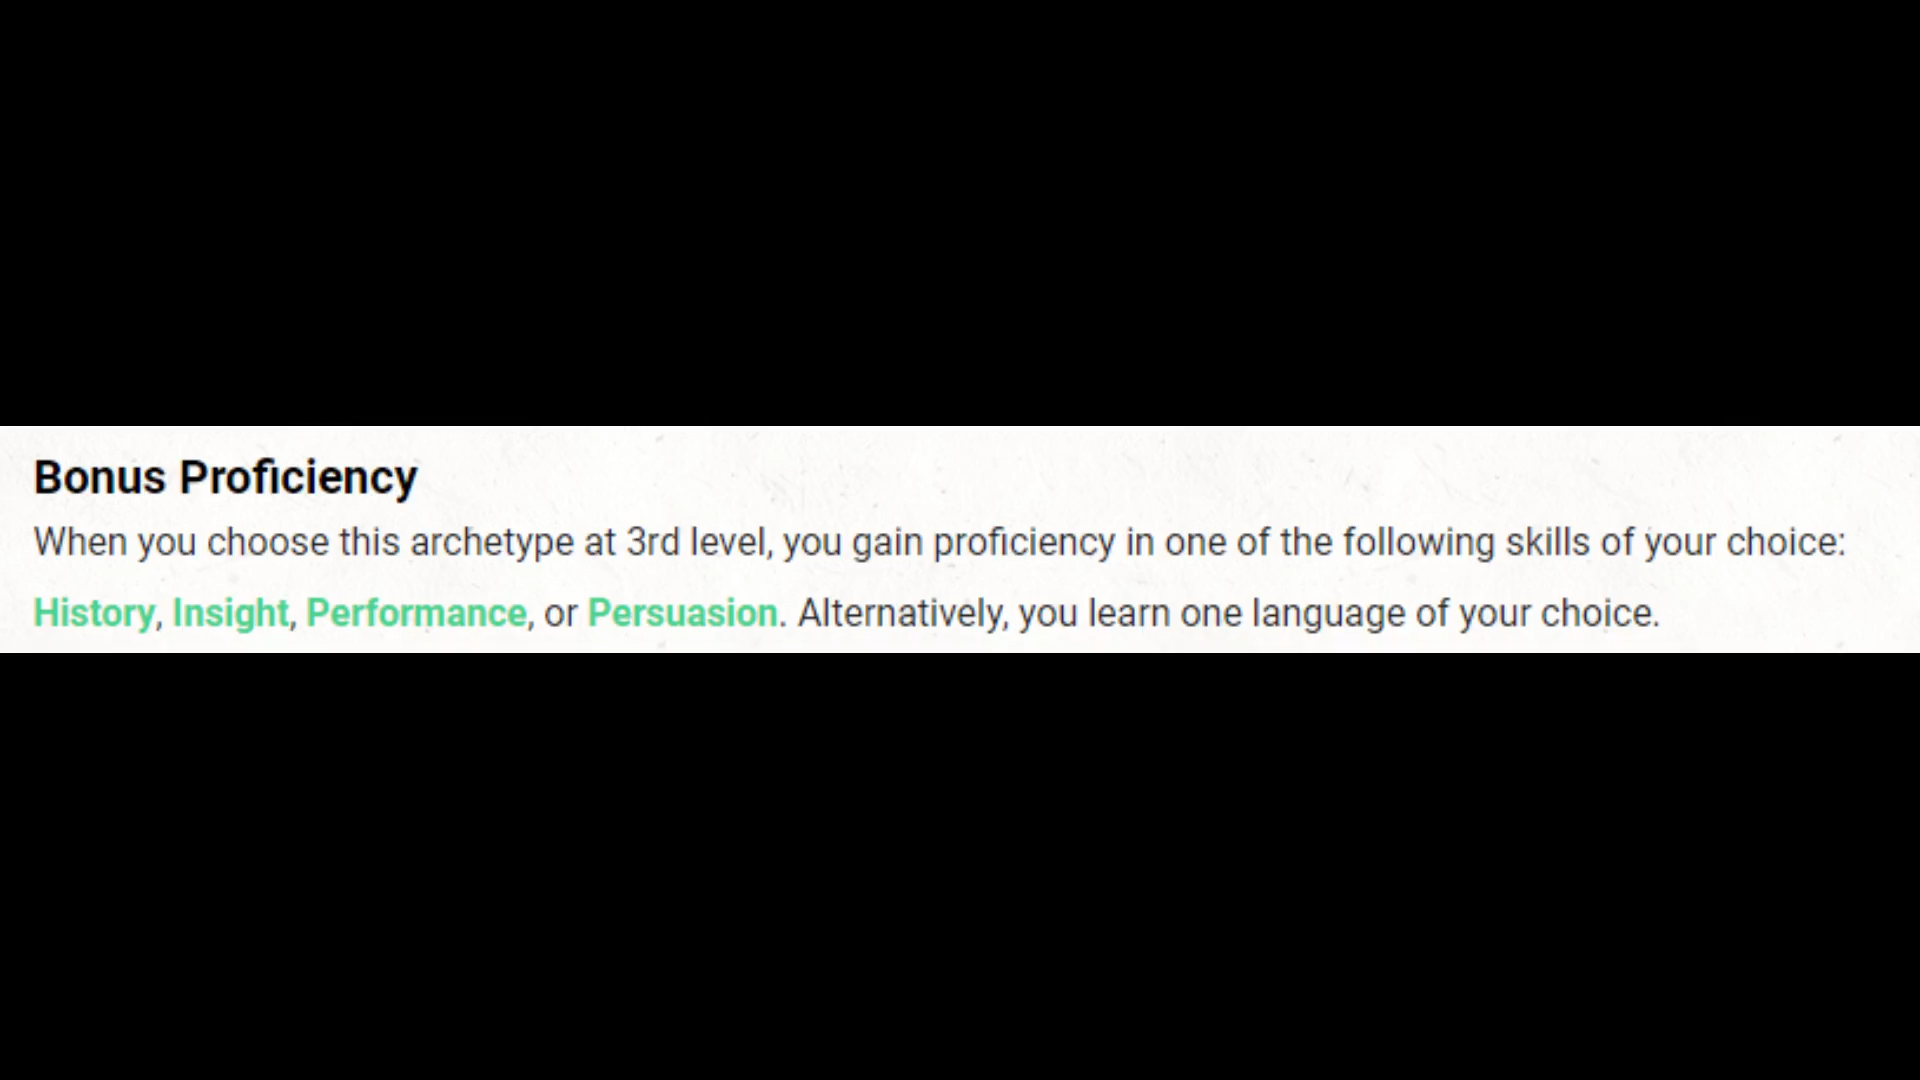 Bonus Proficiency
When you choose this archetype at 3rd level, you gain proficiency in one of the following skills of your choice:
History, Insight, Performance, or Persuasion. Alternatively, you learn one language of your choice.